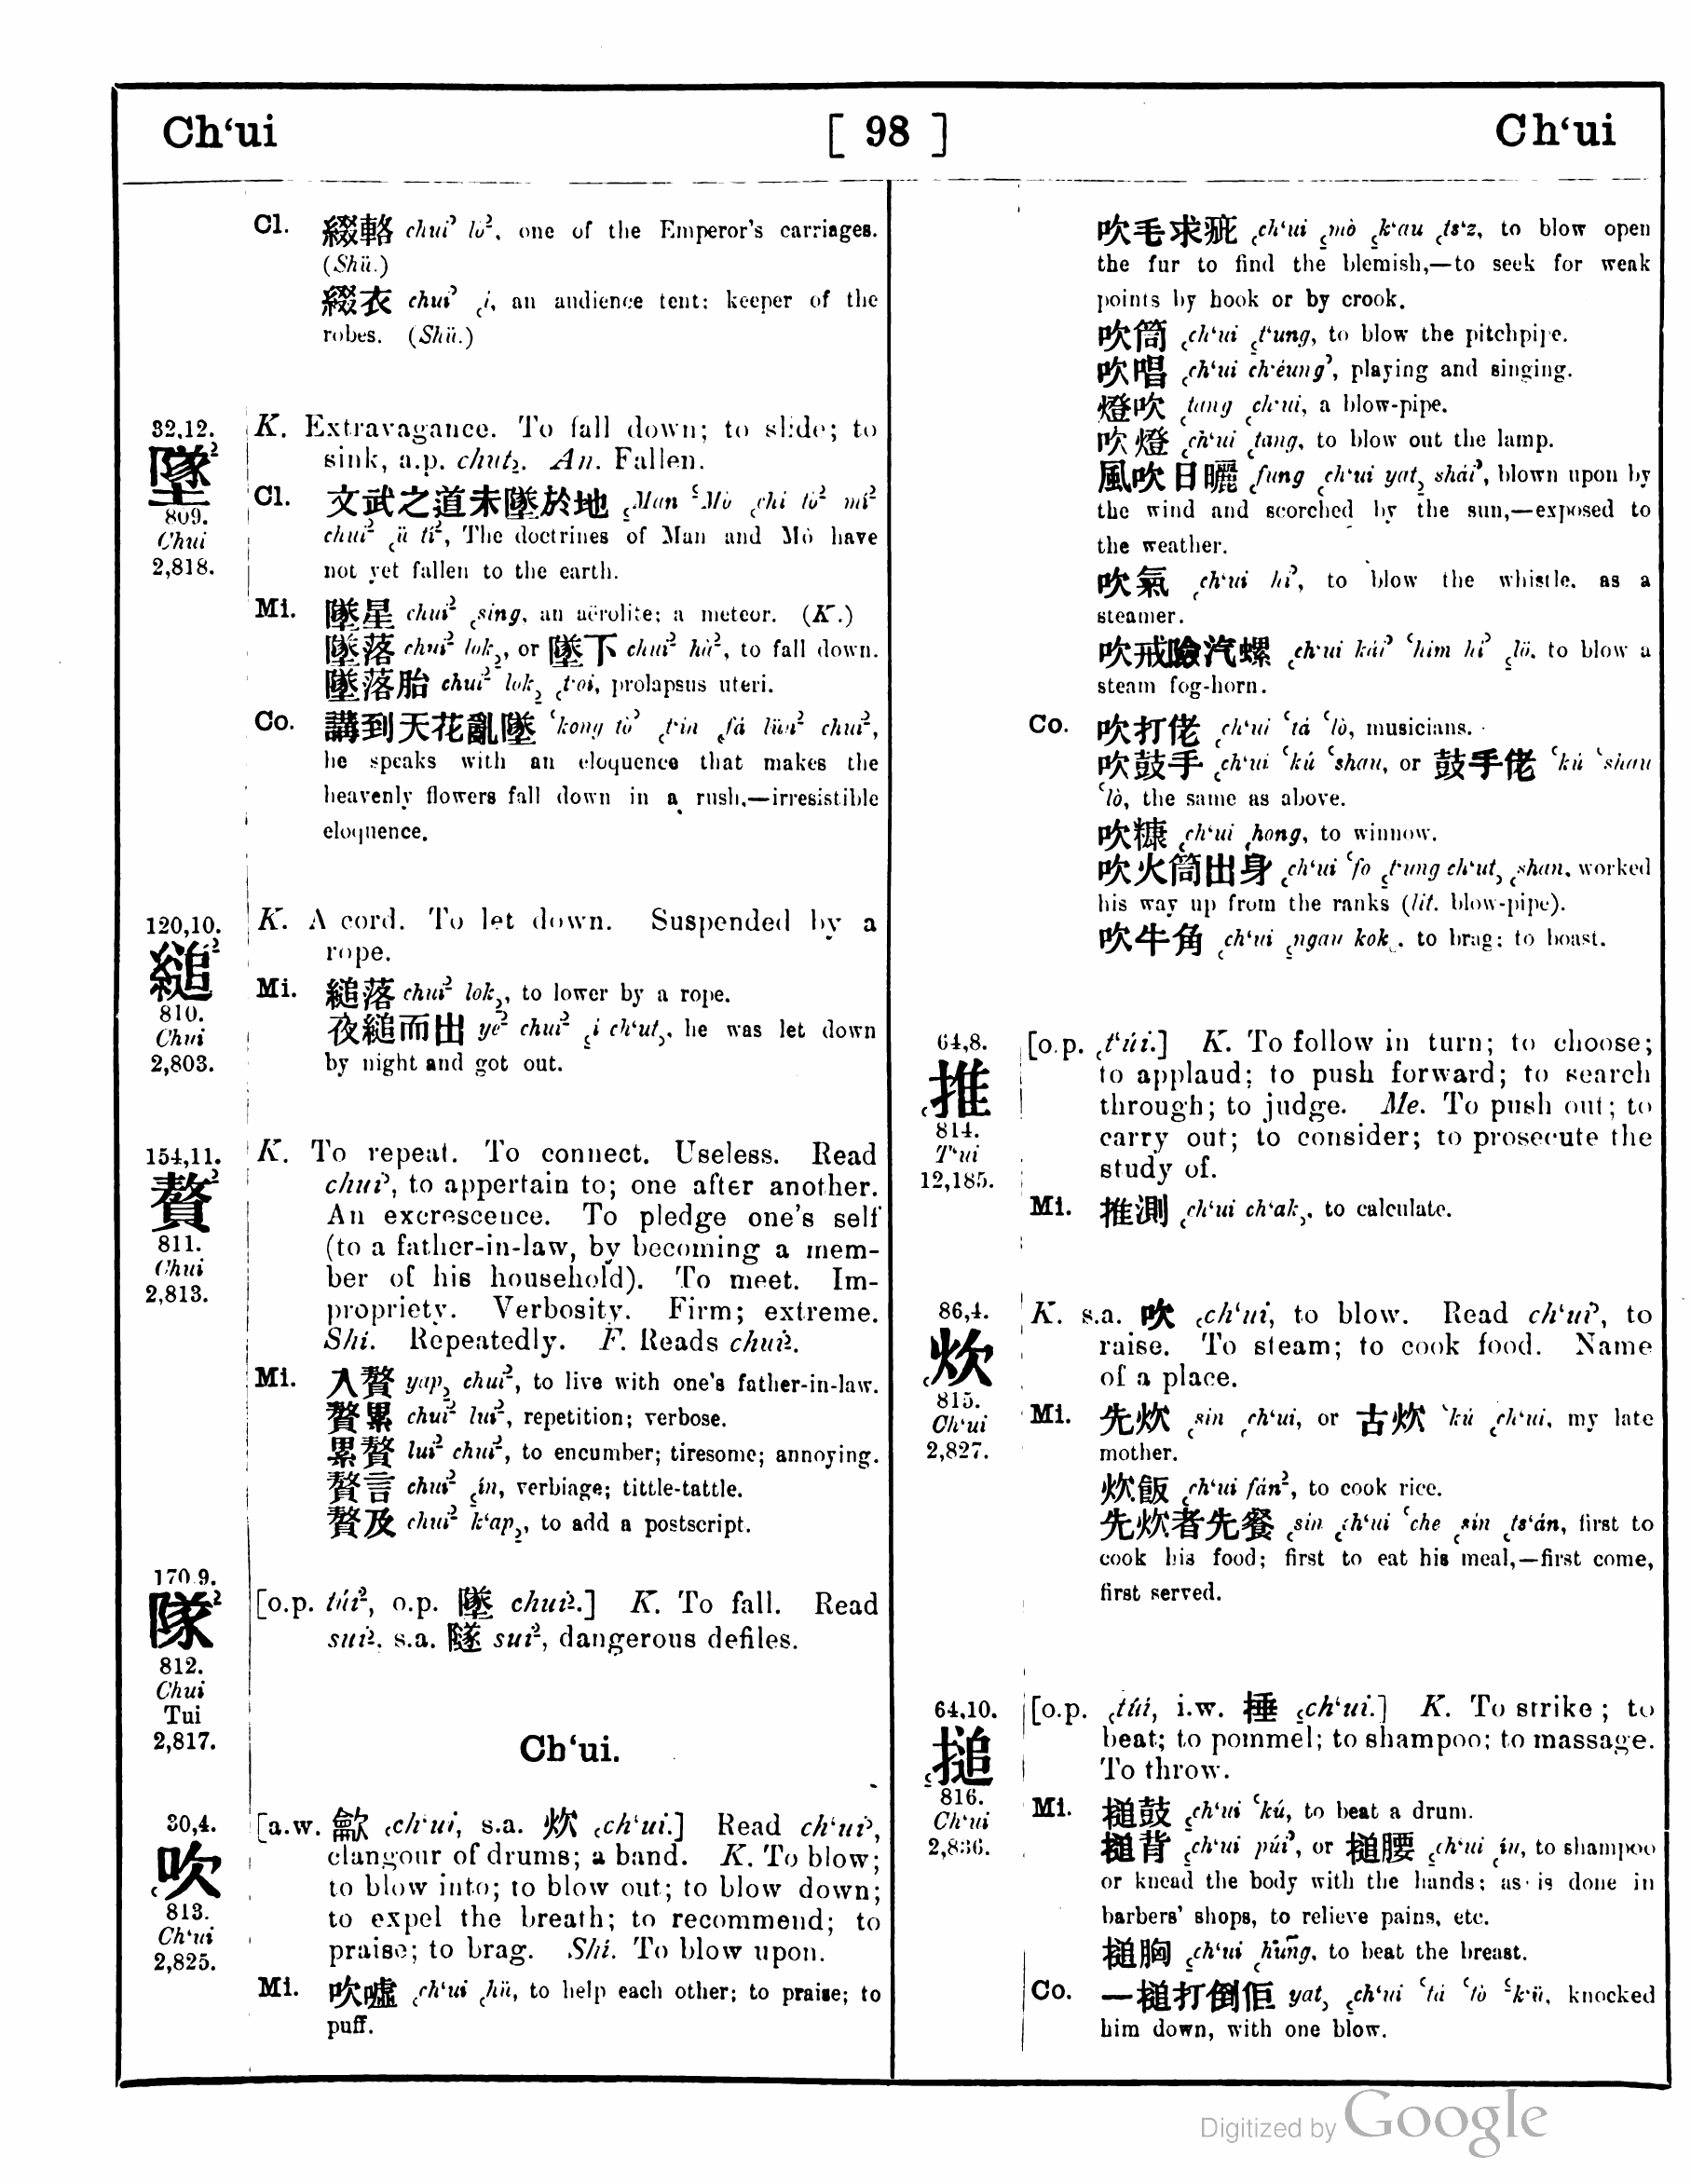 Ch‘ui [ 98 ] Ch‘ui
Cl. 綴輅 chui² lò², one of the Emperor's carriages.
(Shü.)
綴衣 chui² ꜀i, an audience tent: keeper of the
robes. (Shü.)
32,12.
墜²
809.
Chui
2,818.
K. Extravagance. To fall down; to slide; to
sink, a.p. chut꜇. An. Fallen.
Cl. 文武之道未墜於地 ꜁Man ꜃Mò ꜀chi tò² mí²
chui² ꜀ü tí², The doctrines of Man and Mò have
not yet fallen to the earth.
Mi. 墜星 chui² ꜀sing, an aërolite; a meteor. (K.)
墜落 chui² lok꜇, or 墜下 chui² há², to fall down.
墜落胎 chui² lok꜇ ꜀t‘oi, prolapsus uteri.
Co. 講到天花亂墜 ꜂kong tò꜄ ꜀t‘in ꜀fá lün² chui²,
he speaks with an eloquence that makes the
heavenly flowers fall down in a rush,—irresistible
eloquence.
120,10.
縋²
810.
Chui
2,803.
K. A cord. To let down. Suspended by a
rope.
Mi. 縋落 chui² lok꜇, to lower by a rope.
夜縋而出 ye² chui² ꜁i ch‘ut꜆, he was let down
by night and got out.
154,11.
贅²
811.
Chui
2,813.
K. To repeat. To connect. Useless. Read
chui꜄, to appertain to; one after another.
An excrescence. To pledge one's self
(to a father-in-law, by becoming a mem-
ber of his household). To meet. Im-
propriety. Verbosity. Firm; extreme.
Shi. Repeatedly. F. Reads chui².
Mi. 入贅 yap꜇ chui², to live with one's father-in-law.
贅累 chui² lui², repetition; verbose.
累贅 lui² chui², to encumber; tiresome; annoying.
贅言 chui² ꜁ín, verbiage; tittle-tattle.
贅及 chui² k‘ap꜇, to add a postscript.
170.9.
隊²
812.
Chui
Tui
2,817.
[o.p. túi², o.p. 墜 chui².] K. To fall. Read
sui², s.a. 隧 sui², dangerous defiles.
Ch‘ui.
30,4.
꜀吹
813.
Ch‘ui
2,825.
[a.w. 龡 ꜀ch‘ui, s.a. 炊 ꜀ch‘ui.] Read ch‘ui꜄,
clangour of drums; a band. K. To blow;
to blow into; to blow out; to blow down;
to expel the breath; to recommend; to
praise; to brag. Shi. To blow upon.
Mi. 吹噓 ꜀ch‘ui ꜀hü, to help each other; to praise; to
puff.
吹毛求疵 ꜀ch‘ui ꜁mò ꜁k‘au ꜀ts‘z, to blow open
the fur to find the blemish,—to seek for weak
points by hook or by crook.
吹筒 ꜀ch‘ui ꜁t‘ung, to blow the pitchpipe.
吹唱 ꜀ch‘ui ch‘éung꜄, playing and singing.
燈吹 ꜀tang ꜀ch‘ui, a blow-pipe.
吹燈 ꜀ch‘ui ꜀tang, to blow out the lamp.
風吹日曬 ꜀fung ꜀ch‘ui yat꜇ shái꜄, blown upon by
the wind and scorched by the sun,—exposed to
the weather.
吹氣 ꜀ch‘ui hí꜄, to blow the whistle, as a
steamer.
吹戒險汽螺 ꜀ch‘ui kái꜄ ꜂him hí꜄ ꜁lö, to blow a
steam fog-horn.
Co. 吹打佬 ꜀ch‘ui ꜂tá ꜂lò, musicians.
吹鼓手 ꜀ch‘ui ꜂kú ꜂shau, or 鼓手佬 ꜂kú ꜂shau
꜂lò, the same as above.
吹糠 ꜀ch‘ui ꜀hong, to winnow.
吹火筒出身 ꜀ch‘ui ꜂fo ꜁t‘ung ch‘ut꜆ ꜀shan, worked
his way up from the ranks (lit. blow-pipe).
吹牛角 ꜀ch‘ui ꜁ngau kok꜆, to brag; to boast.
64,8.
꜀推
814.
T‘ui
12,185.
[o.p. ꜀t‘úi.] K. To follow in turn; to choose;
to applaud; to push forward; to search
through; to judge. Me. To push out; to
carry out; to consider; to prosecute the
study of.
Mi. 推測 ꜀ch‘ui ch‘ak꜆, to calculate.
86,4.
꜀炊
815.
Ch‘ui
2,827.
K. s.a. 吹 ꜀ch‘ui, to blow. Read ch‘ui꜄, to
raise. To steam; to cook food. Name
of a place.
Mi. 先炊 ꜀sin ꜀ch‘ui, or 古炊 ꜂kú ꜀ch‘ui, my late
mother.
炊飯 ꜀ch‘ui fán², to cook rice.
先炊者先餐 ꜀sin ꜀ch‘ui ꜂che ꜀sin ꜀ts‘án, first to
cook his food; first to eat his meal,—first come,
first served.
64,10.
꜁搥
816.
Ch‘ui
2,836.
[o.p. ꜀túi, i.w. 捶 ꜁ch‘ui.] K. To strike; to
beat; to pommel; to shampoo; to massage.
To throw.
Mi. 搥鼓 ꜁ch‘ui ꜂kú, to beat a drum.
搥背 ꜁ch‘ui púi꜄, or 搥腰 ꜁ch‘ui ꜀íu, to shampoo
or knead the body with the hands; as is done in
barbers' shops, to relieve pains, etc.
搥胸 ꜁ch‘ui ꜀hung, to beat the breast.
Co. 一搥打倒佢 yat꜆ ꜁ch‘ui ꜂tá ꜂tò ꜃k‘ü, knocked
him down, with one blow.
Digitized by Google